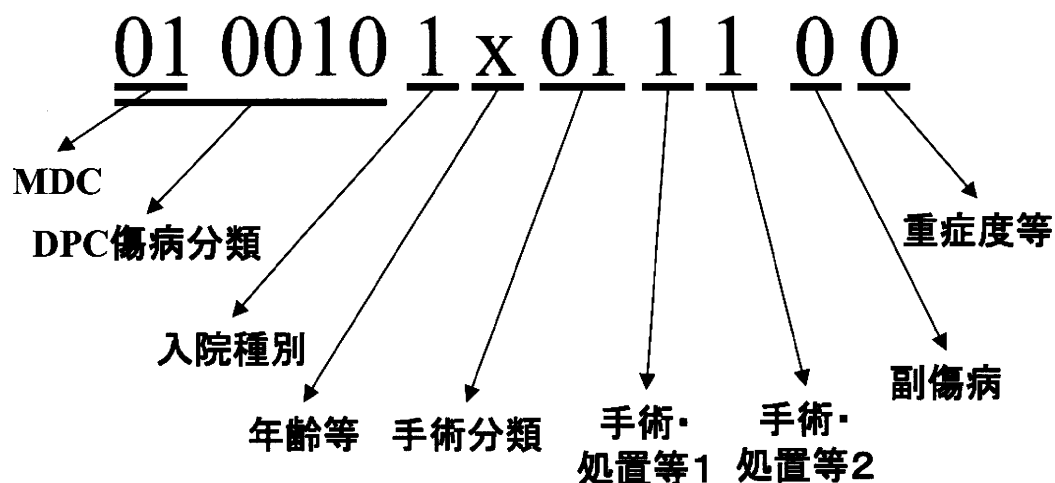 01 0010 1 x 01 1 1 0 0
MDC
DPC傷病分類
入院種別
年齢等
手術分類
手術・
処置等1
手術・
処置等2
副傷病
重症度等